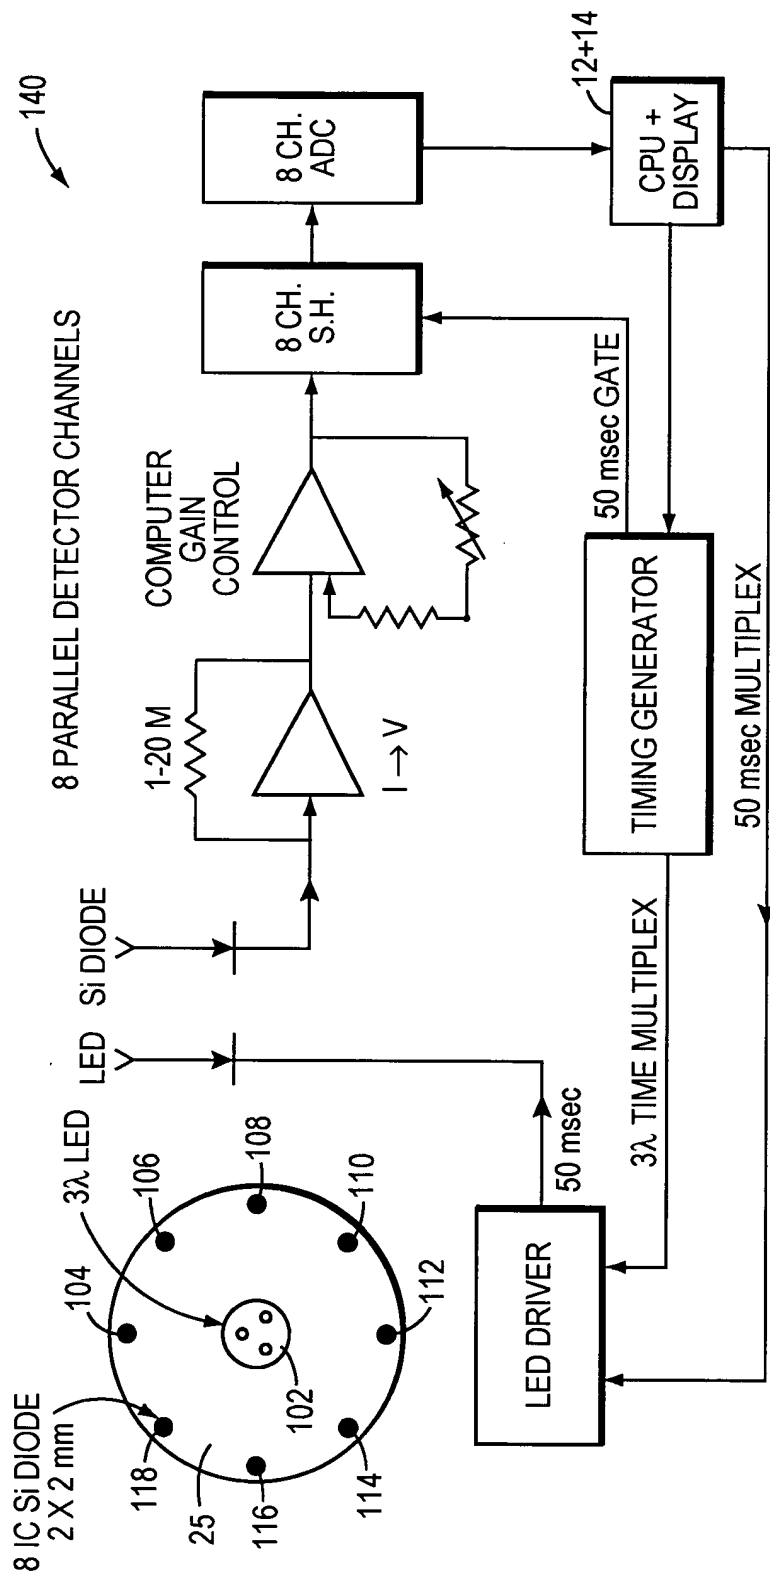 8 IC Si DIODE
2 X 2 mm
118
104
106
3λ LED
108
110
112
102
114
116
25
LED
Si DIODE
8 PARALLEL DETECTOR CHANNELS
140
1-20 M
I → V
COMPUTER
GAIN
CONTROL
8 CH.
S.H.
8 CH.
ADC
12+14
CPU +
DISPLAY
50 msec GATE
TIMING GENERATOR
3λ TIME MULTIPLEX
50 msec MULTIPLEX
50 msec
LED DRIVER